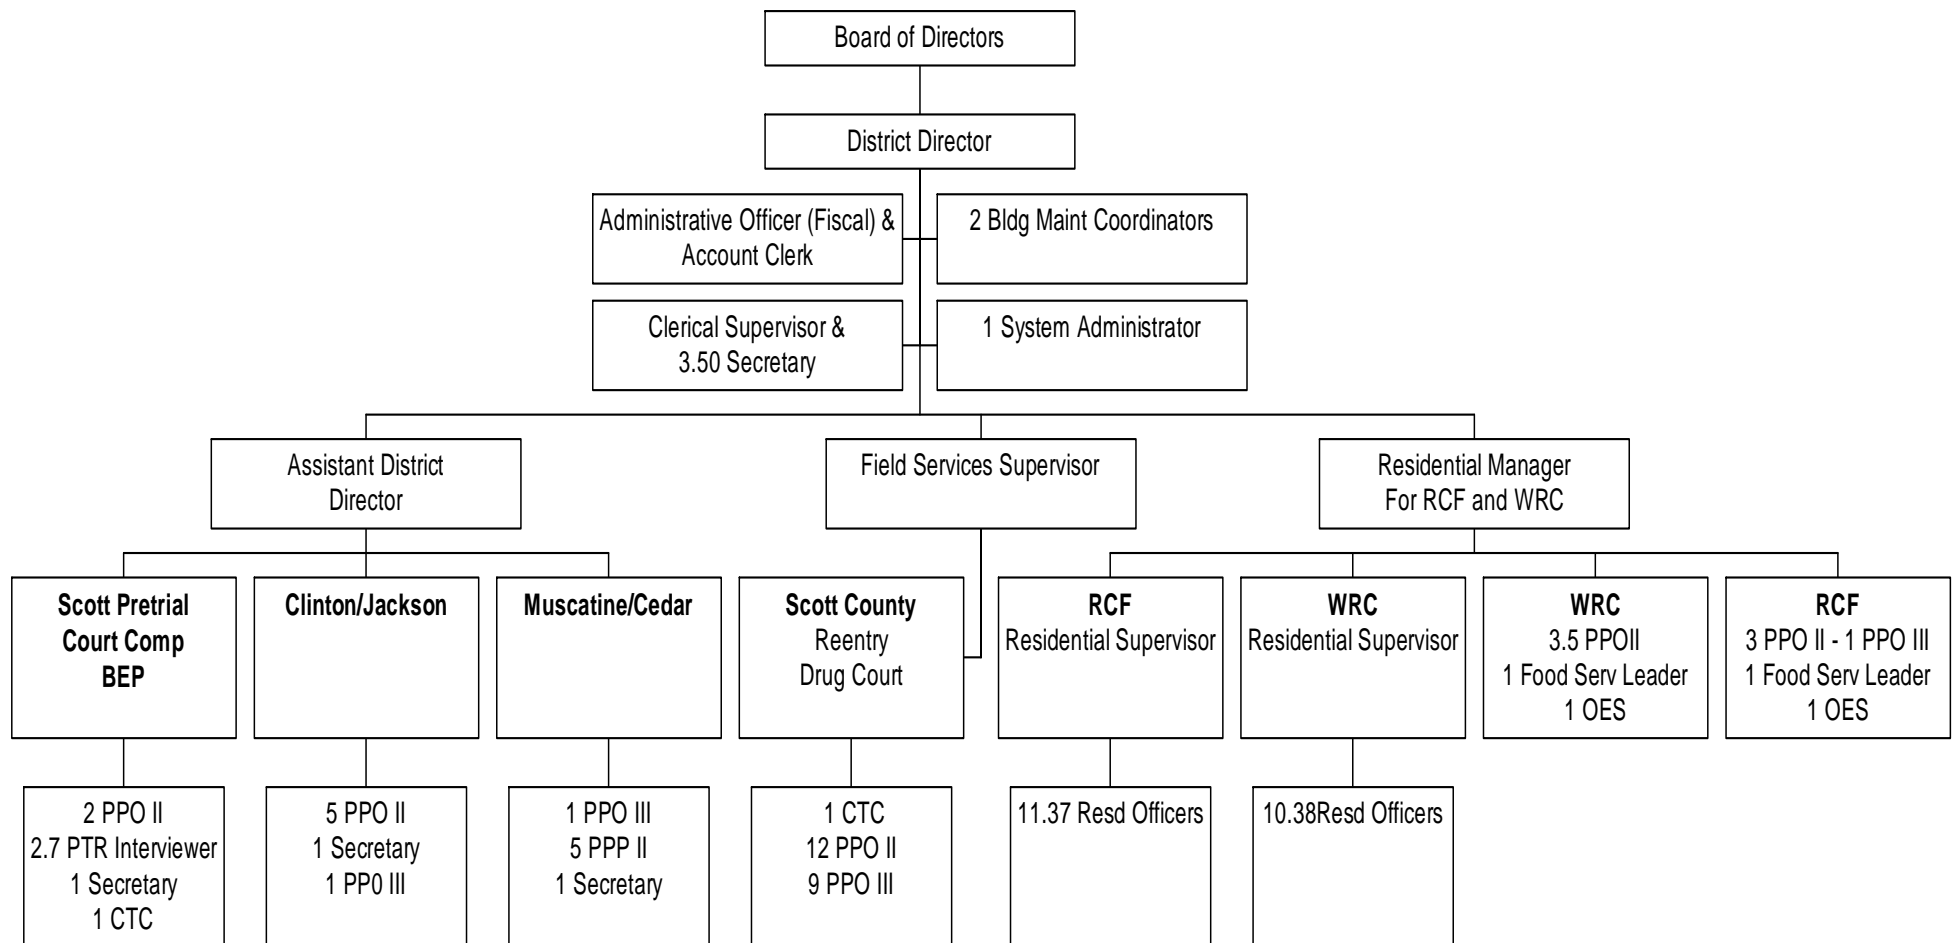 Board of Directors
District Director
Administrative Officer (Fiscal) &
Account Clerk
2 Bldg Maint Coordinators
Clerical Supervisor &
3.50 Secretary
1 System Administrator
Assistant District
Director
Field Services Supervisor
Residential Manager
For RCF and WRC
Scott Pretrial
Court Comp
BEP
Clinton/Jackson
Muscatine/Cedar
Scott County
Reentry
Drug Court
RCF
Residential Supervisor
WRC
Residential Supervisor
WRC
3.5 PPOII
1 Food Serv Leader
1 OES
RCF
3 PPO II - 1 PPO III
1 Food Serv Leader
1 OES
2 PPO II
2.7 PTR Interviewer
1 Secretary
1 CTC
5 PPO II
1 Secretary
1 PP0 III
1 PPO III
5 PPP II
1 Secretary
1 CTC
12 PPO II
9 PPO III
11.37 Resd Officers
10.38Resd Officers